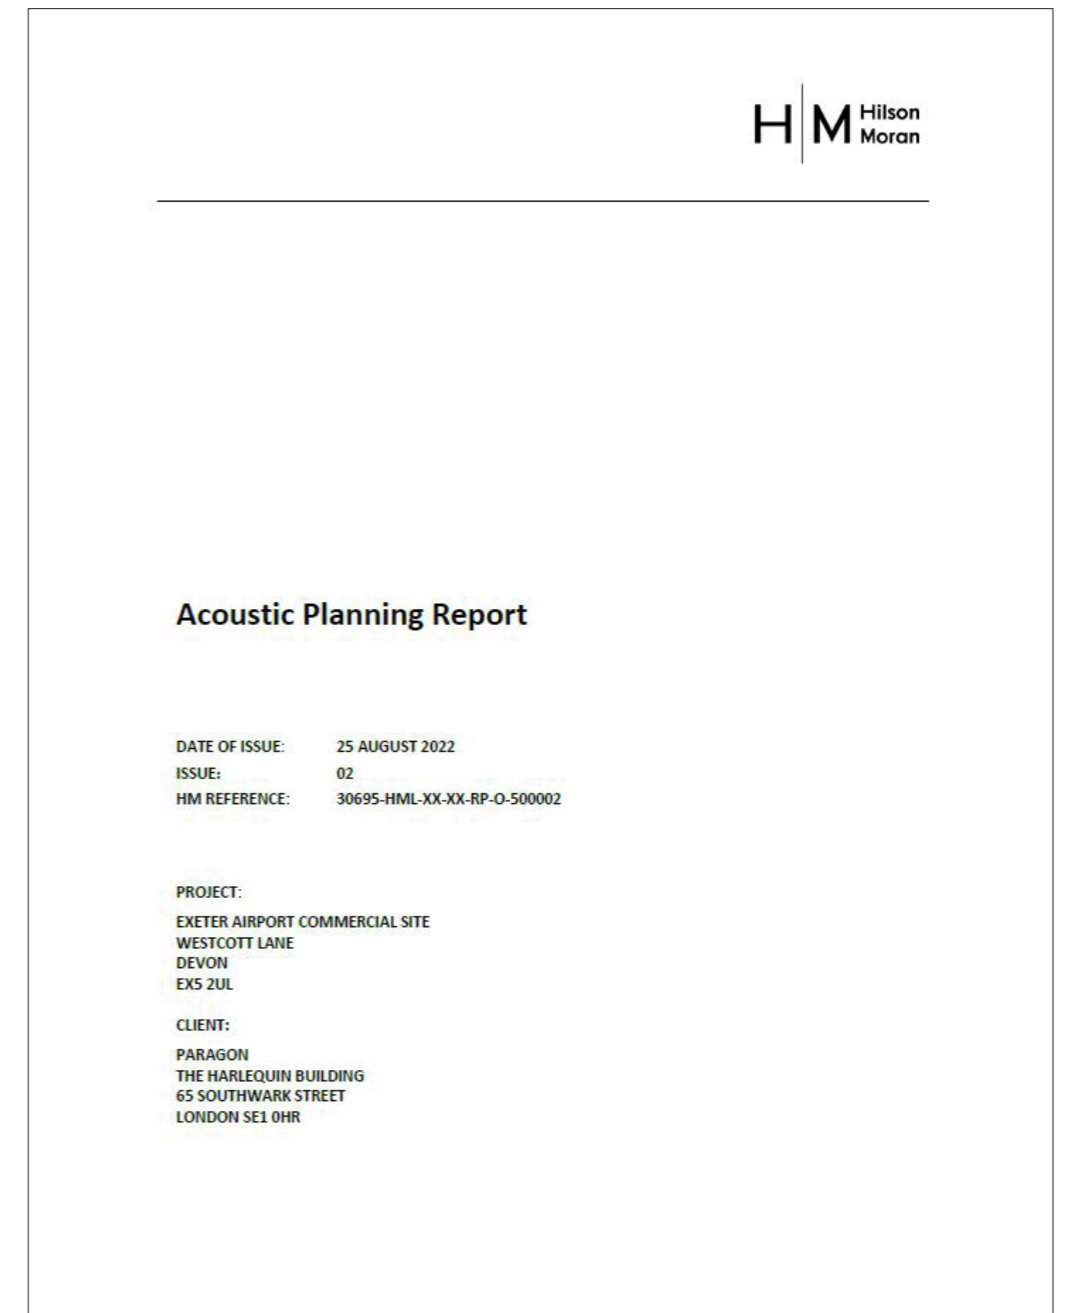 HM Hilson
Moran
Acoustic Planning Report
DATE OF ISSUE: 25 AUGUST 2022
ISSUE: 02
HM REFERENCE: 30695-HML-XX-XX-RP-O-500002
PROJECT:
EXETER AIRPORT COMMERCIAL SITE
WESTCOTT LANE
DEVON
EX5 2UL
CLIENT:
PARAGON
THE HARLEQUIN BUILDING
65 SOUTHWARK STREET
LONDON SE1 0HR